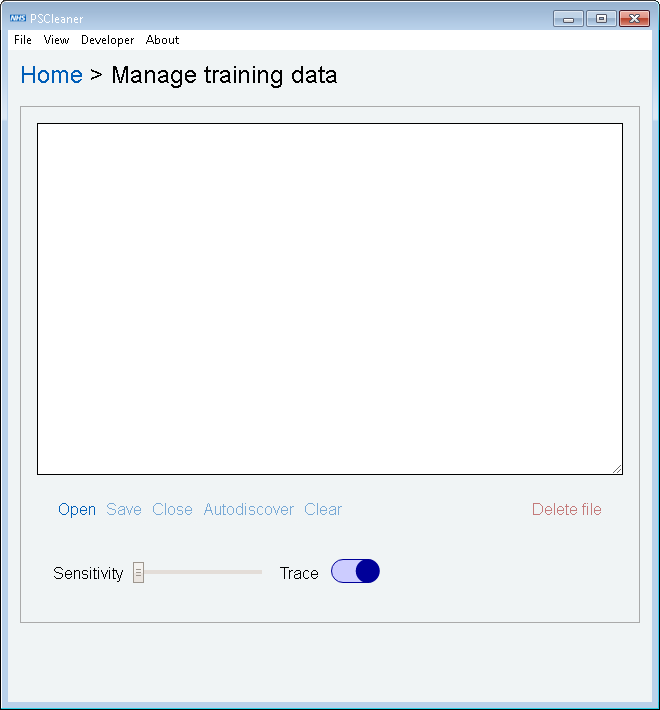 NHS PSCleaner
File View Developer About
Home > Manage training data
Open Save Close Autodiscover Clear Delete file
Sensitivity Trace